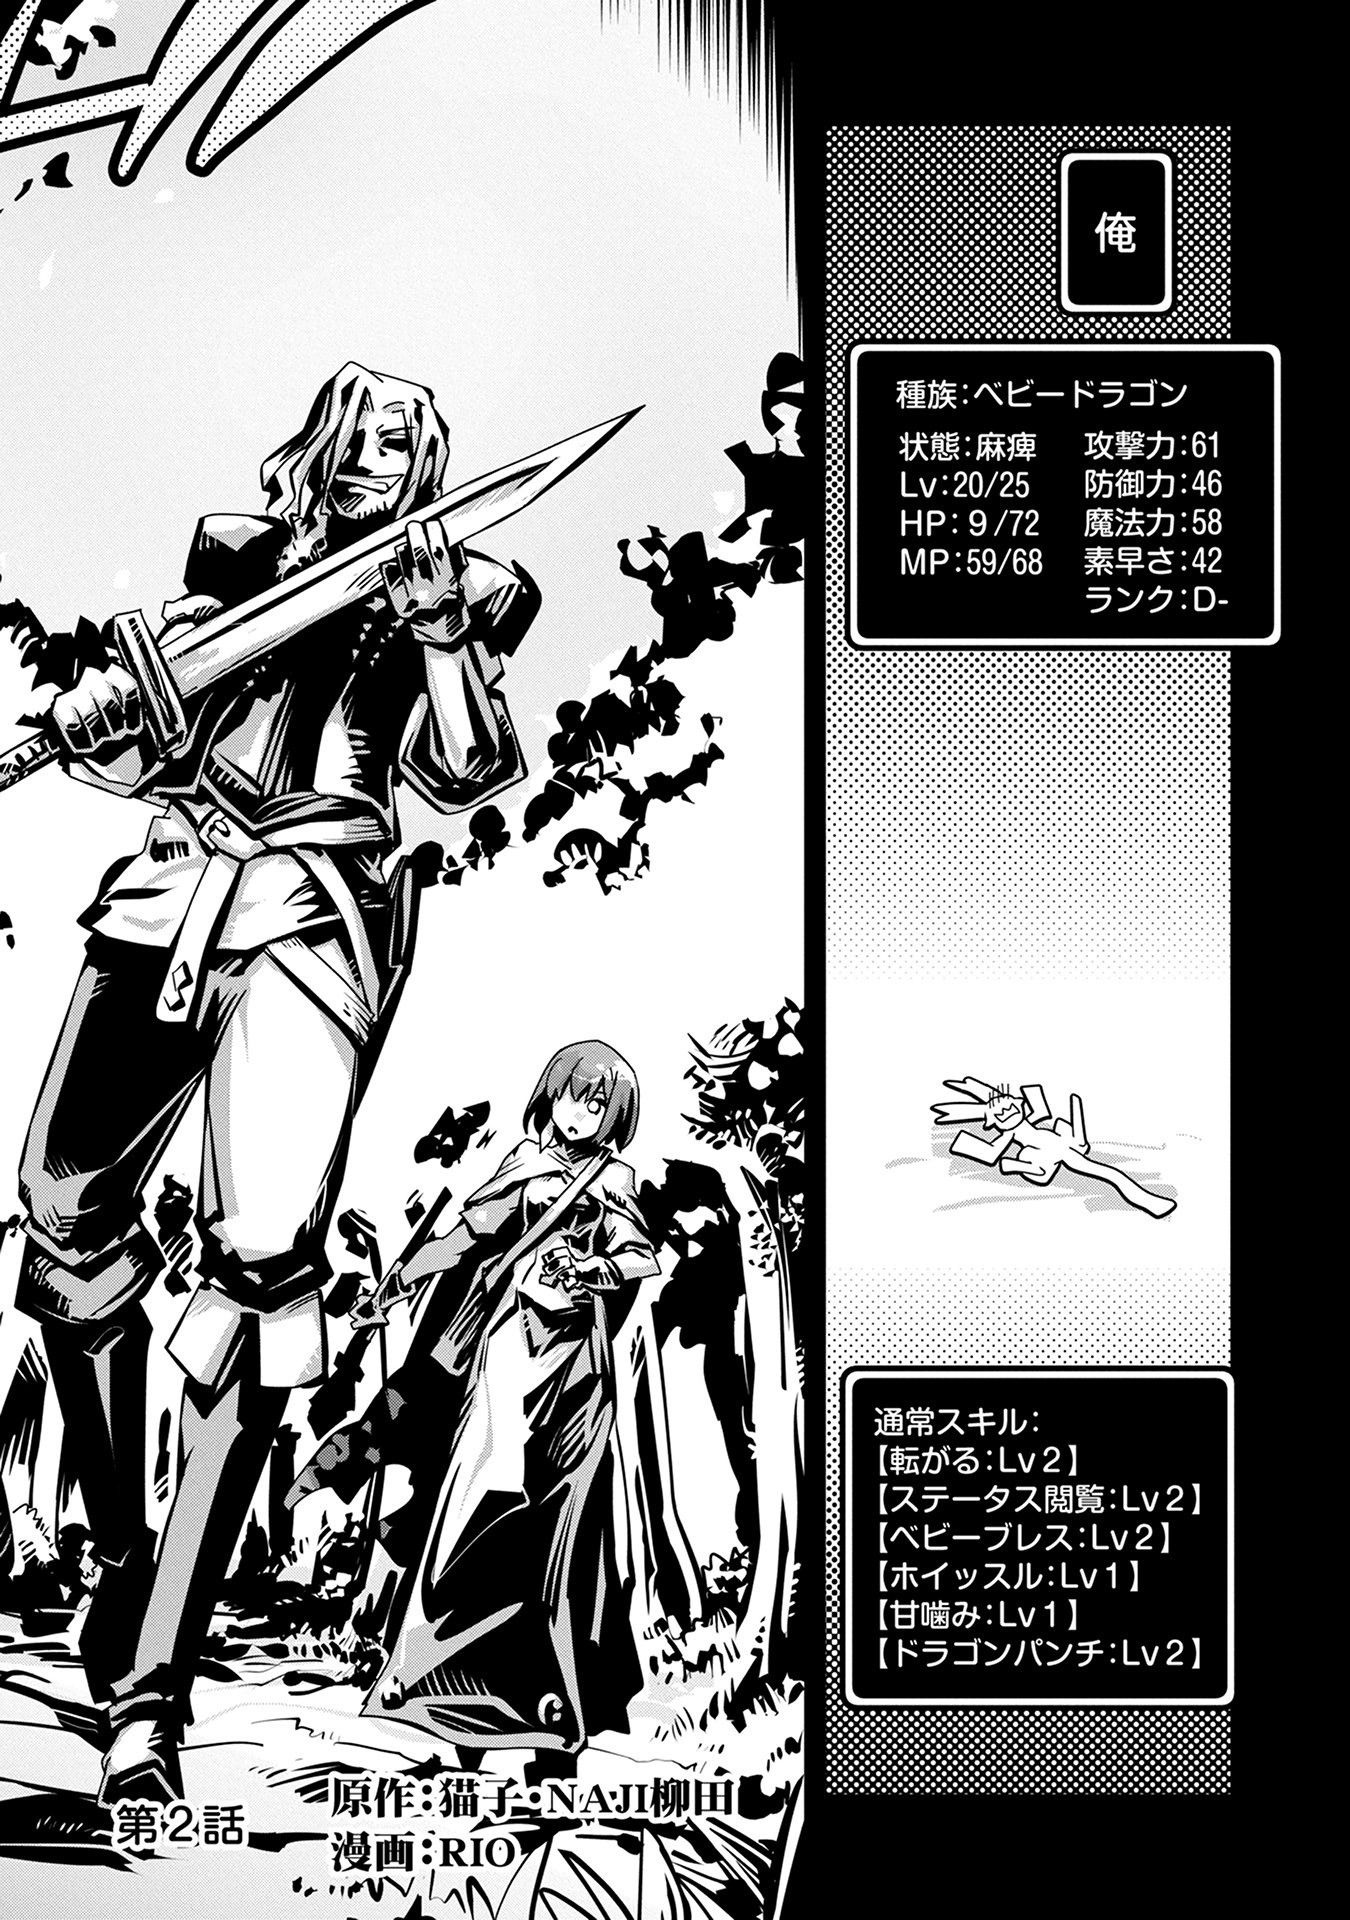 俺
種族：ベビードラゴン
状態：麻痺
Lv：20/25
HP：9/72
MP：59/68
攻撃力：61
防御力：46
魔法力：58
素早さ：42
ランク：D-
通常スキル：
【転がる：Lv2】
【ステータス閲覧：Lv2】
【ベビーブレス：Lv2】
【ホイッスル：Lv1】
【甘噛み：Lv1】
【ドラゴンパンチ：Lv2】
第2話
原作：猫子・NAJI柳田
漫画：RIO